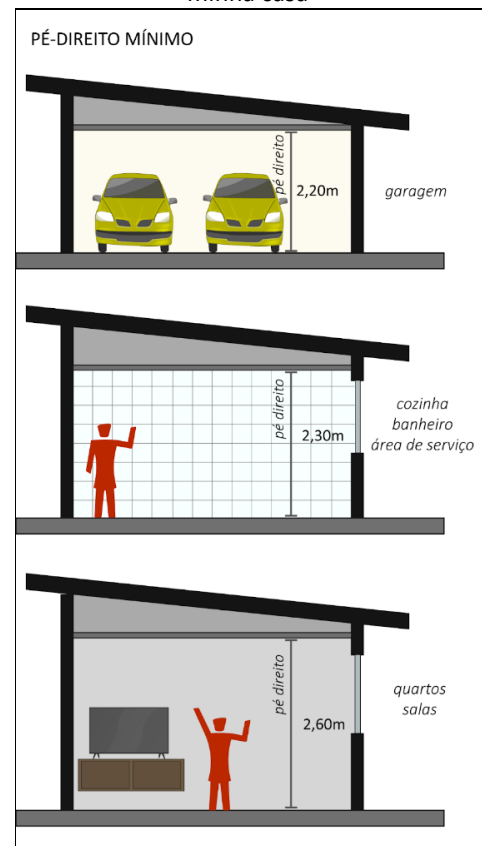 PÉ-DIREITO MÍNIMO
pé direito
2,20m
garagem
pé direito
2,30m
cozinha
banheiro
área de serviço
pé direito
2,60m
quartos
salas